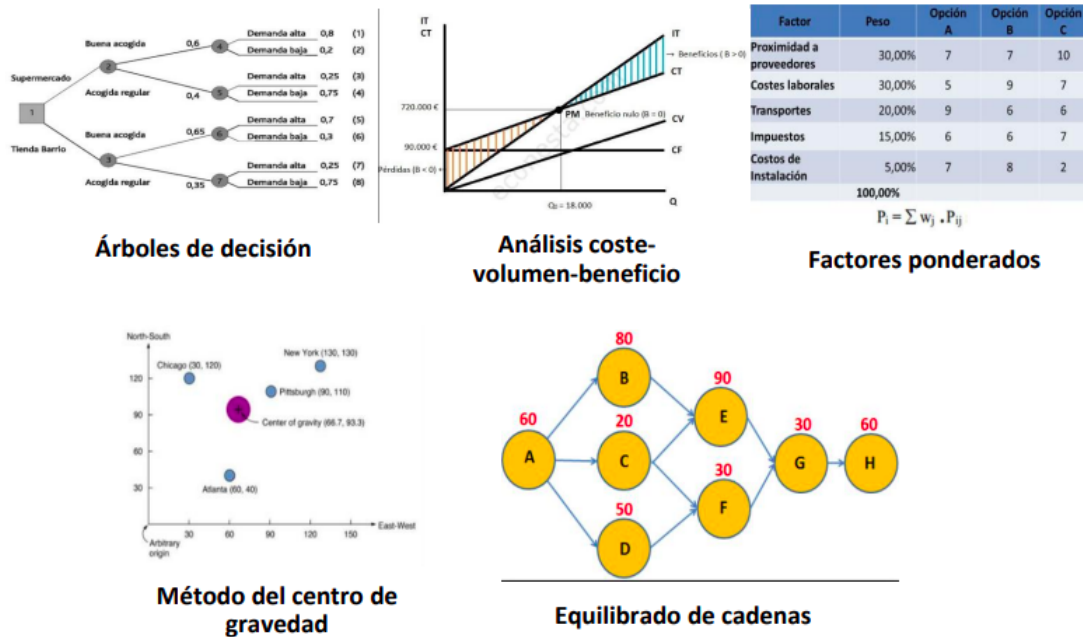 Supermercado
Tienda Barrio
1
Buena acogida
0,6
Acogida regular
0,4
2
Buena acogida
0,65
Acogida regular
0,35
3
4
Demanda alta 0,8 (1)
Demanda baja 0,2 (2)
5
Demanda alta 0,25 (3)
Demanda baja 0,75 (4)
6
Demanda alta 0,7 (5)
Demanda baja 0,3 (6)
7
Demanda alta 0,25 (7)
Demanda baja 0,75 (8)
Árboles de decisión
IT
CT
IT
Beneficios ( B > 0)
CT
720.000 €
PM
Beneficio nulo (B = 0)
CV
90.000 €
CF
Pérdidas (B < 0)
Q
Q₀ = 18.000
Análisis coste-
volumen-beneficio
Factor Peso Opción A Opción B Opción C
Proximidad a proveedores 30,00% 7 7 10
Costes laborales 30,00% 5 9 7
Transportes 20,00% 9 6 6
Impuestos 15,00% 6 6 7
Costos de Instalación 5,00% 7 8 2
100,00%
Pᵢ = ∑ wⱼ . Pᵢⱼ
Factores ponderados
North-South
New York (130, 130)
Chicago (30, 120)
120
Pittsburgh (90, 110)
90
Center of gravity (66.7, 93.3)
60
Atlanta (60, 40)
30
East-West
30 60 90 120 150
Arbitrary
origin
Método del centro de
gravedad
80
B
90
E
60
A
20
C
30
G
60
H
30
F
50
D
Equilibrado de cadenas